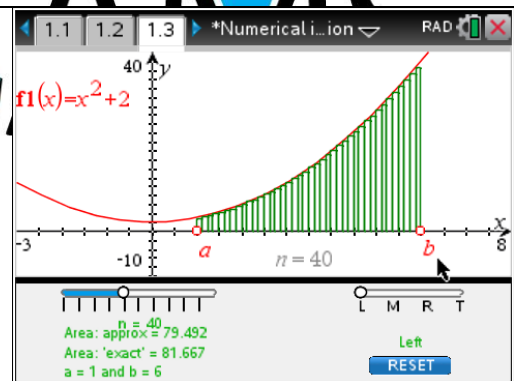 1.1 1.2 1.3 *Numerical i...ion RAD
40 y
f1(x)=x²+2
x
-3 a b 8
-10 n = 40
L M R T
n = 40
Area: approx = 79.492
Area: 'exact' = 81.667
Left
a = 1 and b = 6
RESET